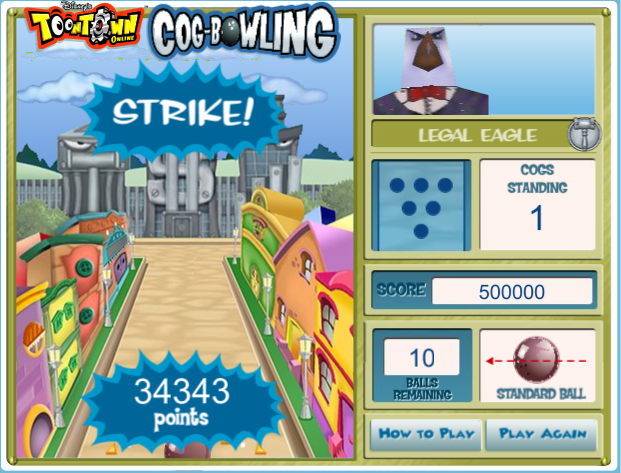 Disney's
TOONTOWN
ONLINE
COG-BOWLING
STRIKE!
34343
points
LEGAL EAGLE
COGS
STANDING
1
SCORE
500000
10
BALLS
REMAINING
STANDARD BALL
HOW TO PLAY
PLAY AGAIN